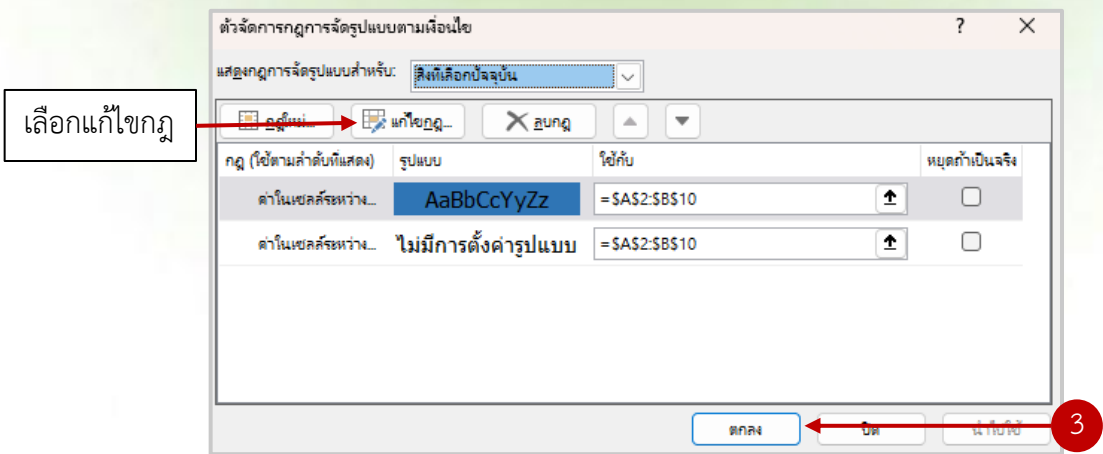 ตัวจัดการกฎการจัดรูปแบบตามเงื่อนไข ?
แสดงกฎการจัดรูปแบบสำหรับ: สิ่งที่เลือกปัจจุบัน
เลือกแก้ไขกฎ
กฎใหม่... แก้ไขกฎ... ลบกฎ
กฎ (ใช้ตามลำดับที่แสดง) รูปแบบ ใช้กับ หยุดถ้าเป็นจริง
ค่าในเซลล์ระหว่าง... AaBbCcYyZz =$A$2:$B$10
ค่าในเซลล์ระหว่าง... ไม่มีการตั้งค่ารูปแบบ =$A$2:$B$10
ตกลง ปิด นำไปใช้ 3